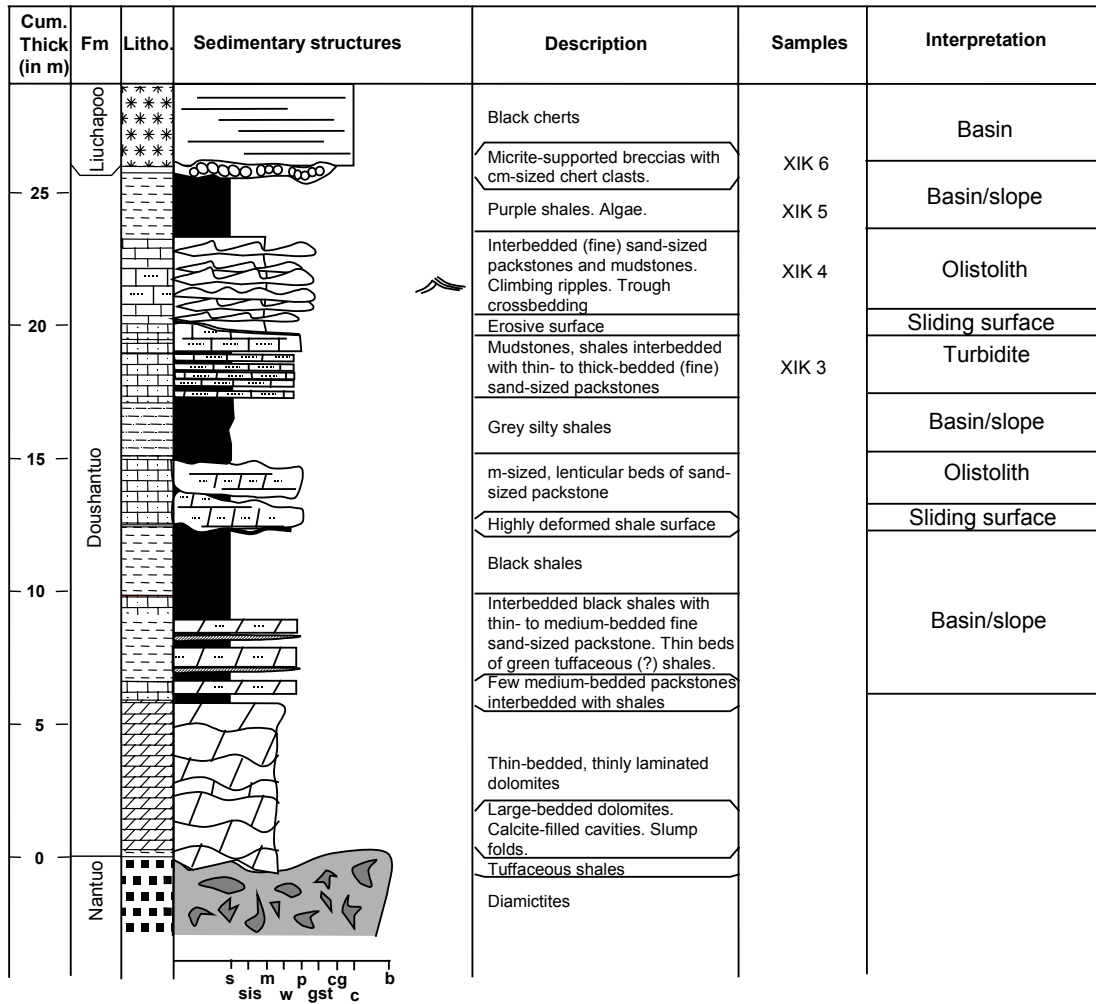 Cum.
Thick
(in m)
Fm
Litho.
Sedimentary structures
Description
Samples
Interpretation
Liuchapoo
Doushantuo
Nantuo
25
20
15
10
5
0
Black cherts
Micrite-supported breccias with
cm-sized chert clasts.
Purple shales. Algae.
Interbedded (fine) sand-sized
packstones and mudstones.
Climbing ripples. Trough
crossbedding
Erosive surface
Mudstones, shales interbedded
with thin- to thick-bedded (fine)
sand-sized packstones
Grey silty shales
m-sized, lenticular beds of sand-
sized packstone
Highly deformed shale surface
Black shales
Interbedded black shales with
thin- to medium-bedded fine
sand-sized packstone. Thin beds
of green tuffaceous (?) shales.
Few medium-bedded packstones
interbedded with shales
Thin-bedded, thinly laminated
dolomites
Large-bedded dolomites.
Calcite-filled cavities. Slump
folds.
Tuffaceous shales
Diamictites
XIK 6
XIK 5
XIK 4
XIK 3
Basin
Basin/slope
Olistolith
Sliding surface
Turbidite
Basin/slope
Olistolith
Sliding surface
Basin/slope
s m p cg b
sis w gst c